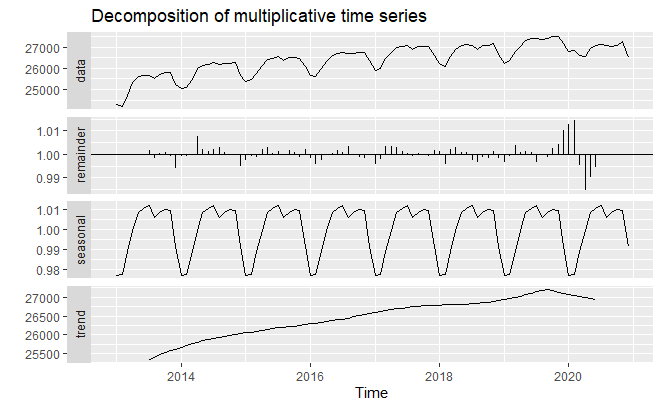 Decomposition of multiplicative time series
27000
26000
25000
data
1.01
1.00
0.99
remainder
1.01
1.00
0.99
0.98
seasonal
27000
26500
26000
25500
trend
2014 2016 2018 2020
Time